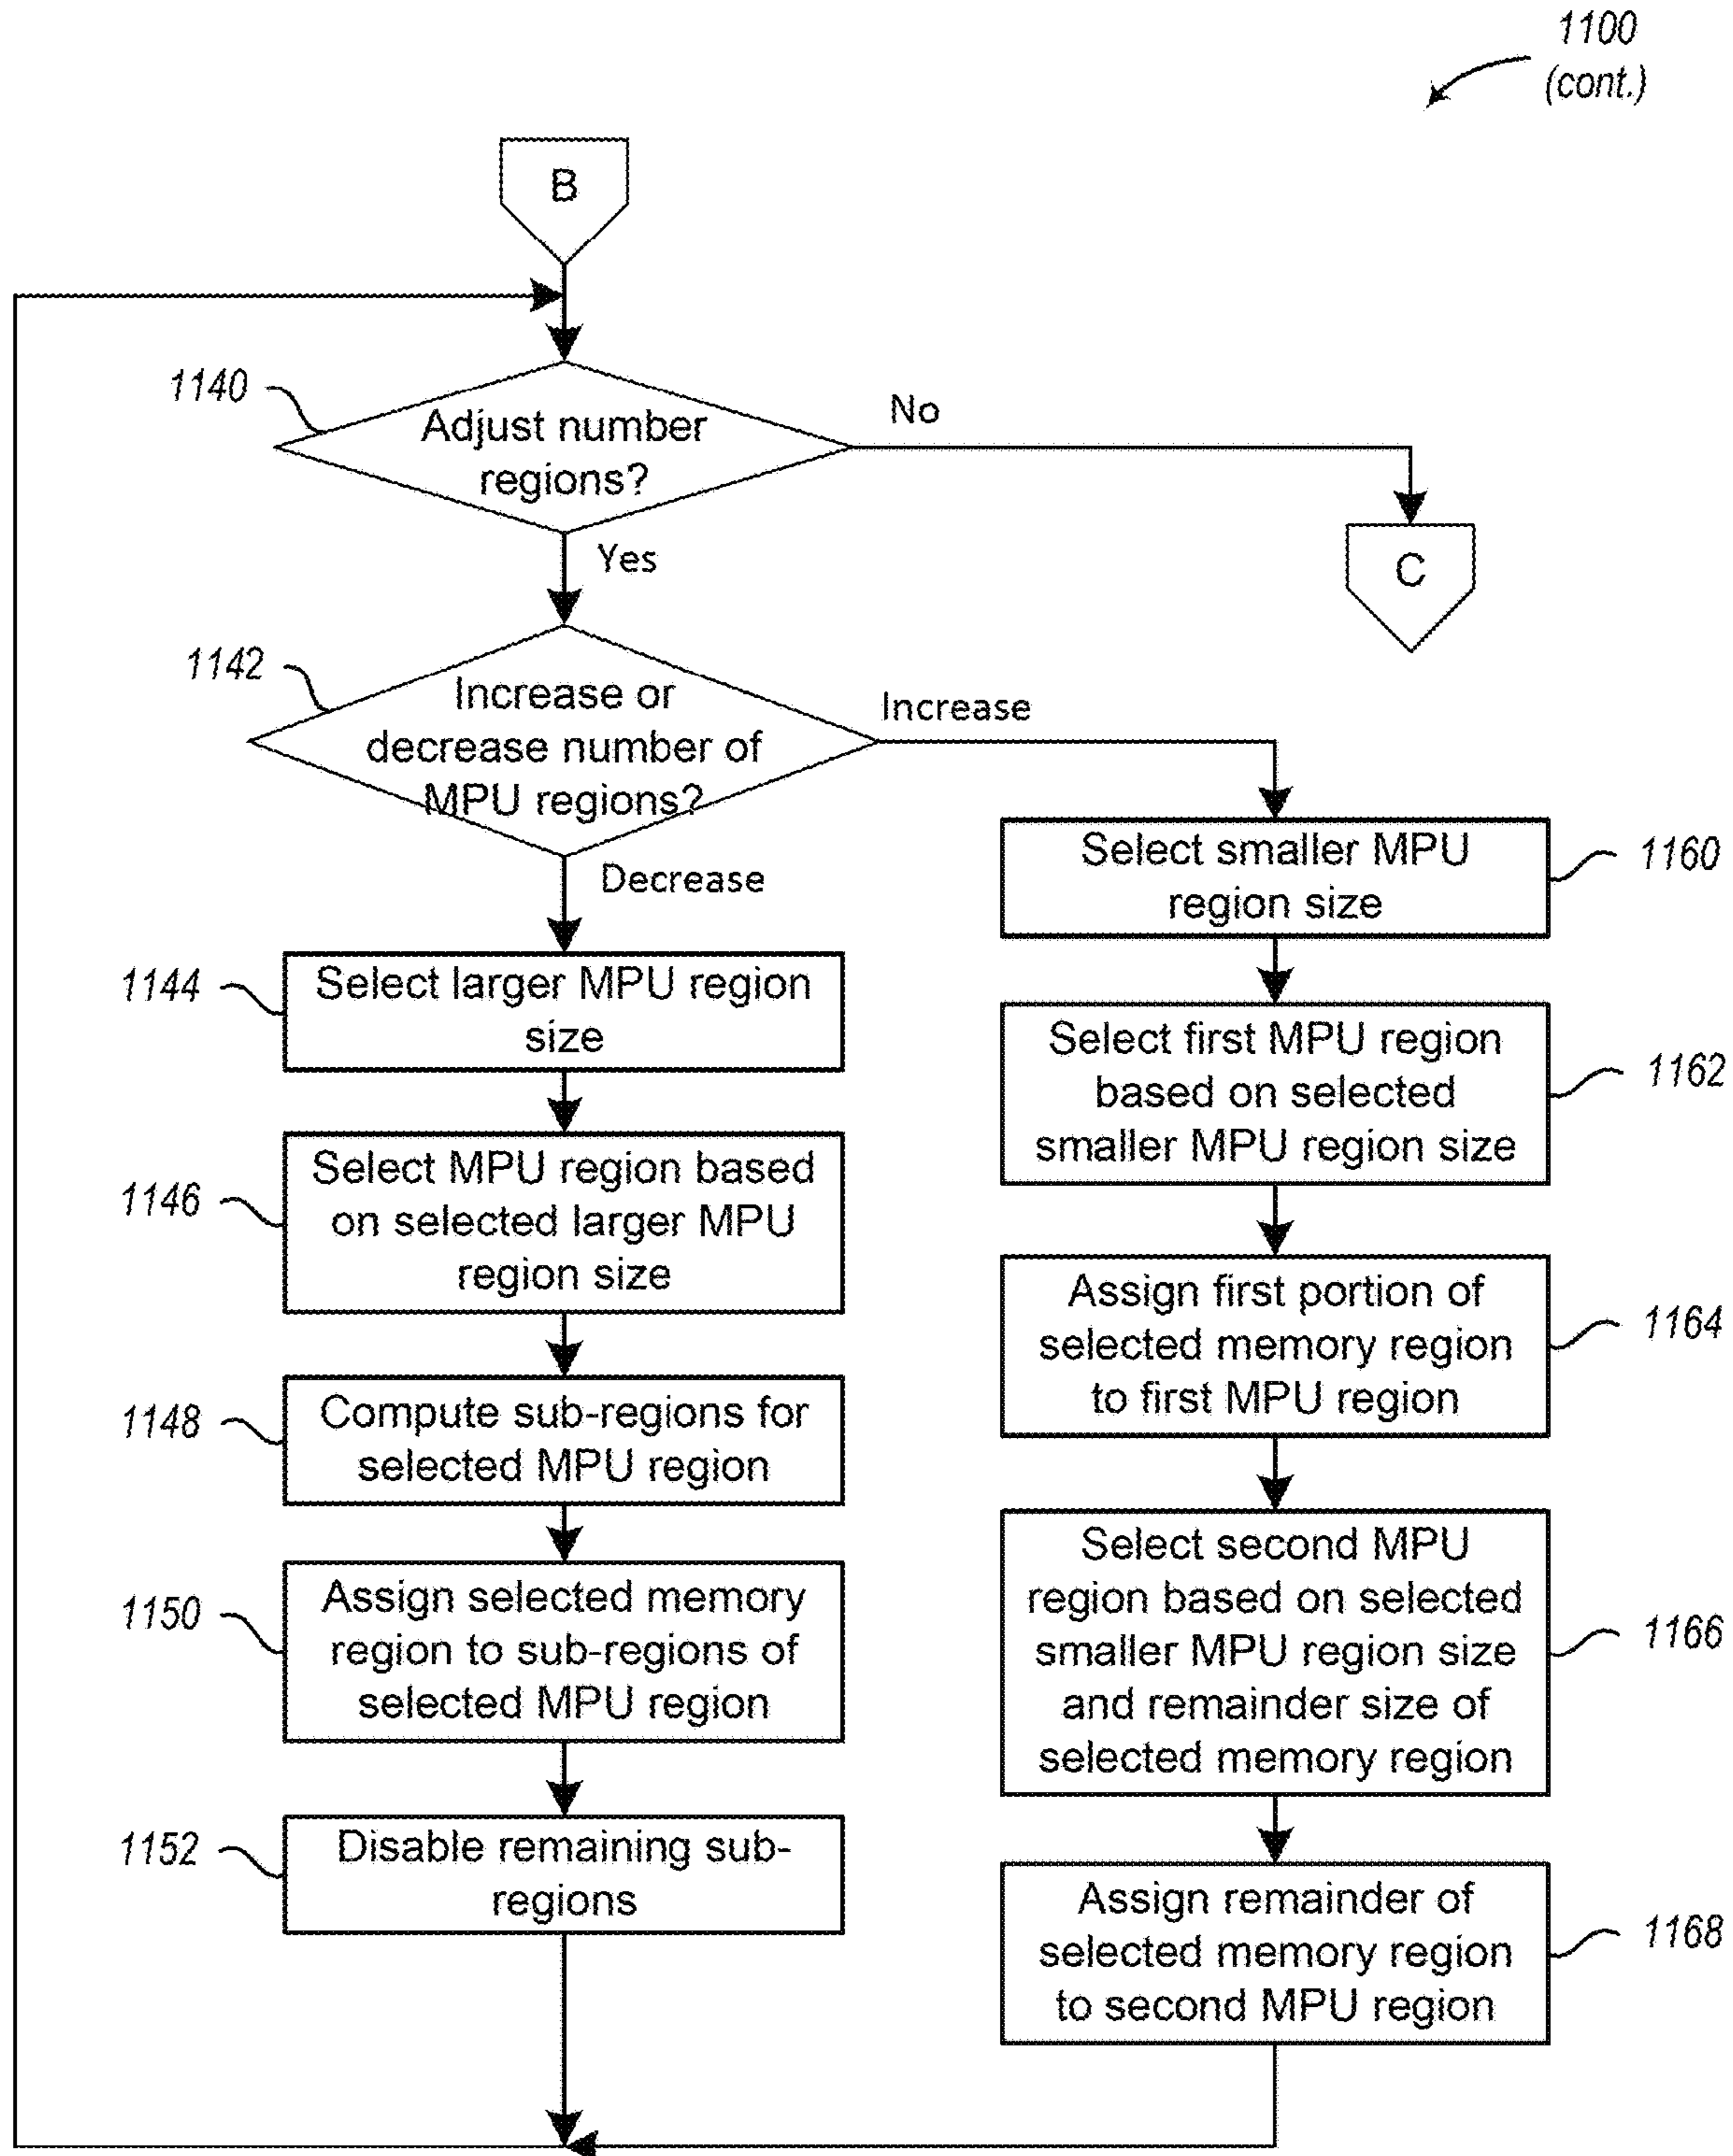 1100
(cont.)
B
1140
Adjust number
regions?
No
Yes
C
1142
Increase or
decrease number of
MPU regions?
Increase
Decrease
1144
Select larger MPU region
size
1146
Select MPU region based
on selected larger MPU
region size
1148
Compute sub-regions for
selected MPU region
1150
Assign selected memory
region to sub-regions of
selected MPU region
1152
Disable remaining sub-
regions
Select smaller MPU
region size
1160
Select first MPU region
based on selected
smaller MPU region size
1162
Assign first portion of
selected memory region
to first MPU region
1164
Select second MPU
region based on selected
smaller MPU region size
and remainder size of
selected memory region
1166
Assign remainder of
selected memory region
to second MPU region
1168